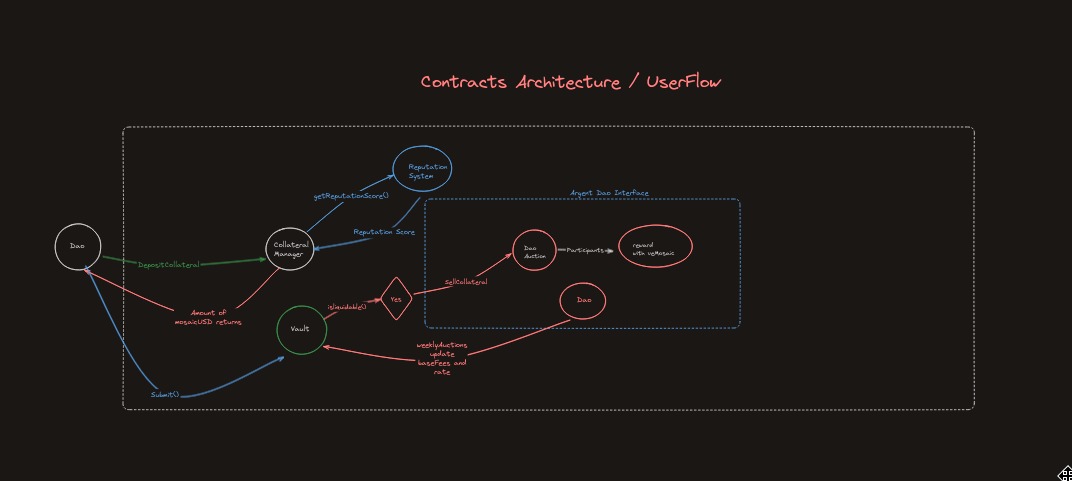 Contracts Architecture / UserFlow
Reputation
System
getReputationScore()
Argent Dao Interface
Reputation Score
Dao
Collateral
Manager
Dao
Auction
Participants
reward
with veMosaic
DepositCollateral
SellCollateral
Yes
Dao
isliquidable()
Amount of
mosaicUSD returns
Vault
weeklyAuctions
update
baseFees and
rate
Submit()